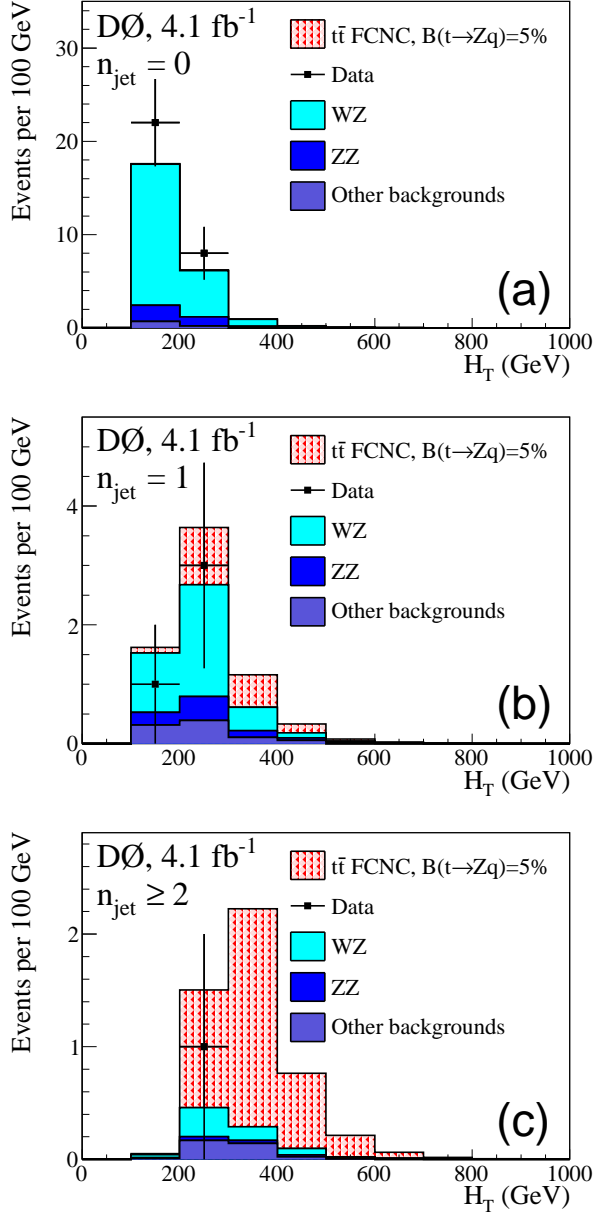 DØ, 4.1 fb-1
n_jet = 0
tt̄ FCNC, B(t→Zq)=5%
Data
WZ
ZZ
Other backgrounds
(a)
Events per 100 GeV
30
20
10
0
0 200 400 600 800 1000
H_T (GeV)
DØ, 4.1 fb-1
n_jet = 1
tt̄ FCNC, B(t→Zq)=5%
Data
WZ
ZZ
Other backgrounds
(b)
Events per 100 GeV
4
2
0
0 200 400 600 800 1000
H_T (GeV)
DØ, 4.1 fb-1
n_jet ≥ 2
tt̄ FCNC, B(t→Zq)=5%
Data
WZ
ZZ
Other backgrounds
(c)
Events per 100 GeV
2
1
0
0 200 400 600 800 1000
H_T (GeV)